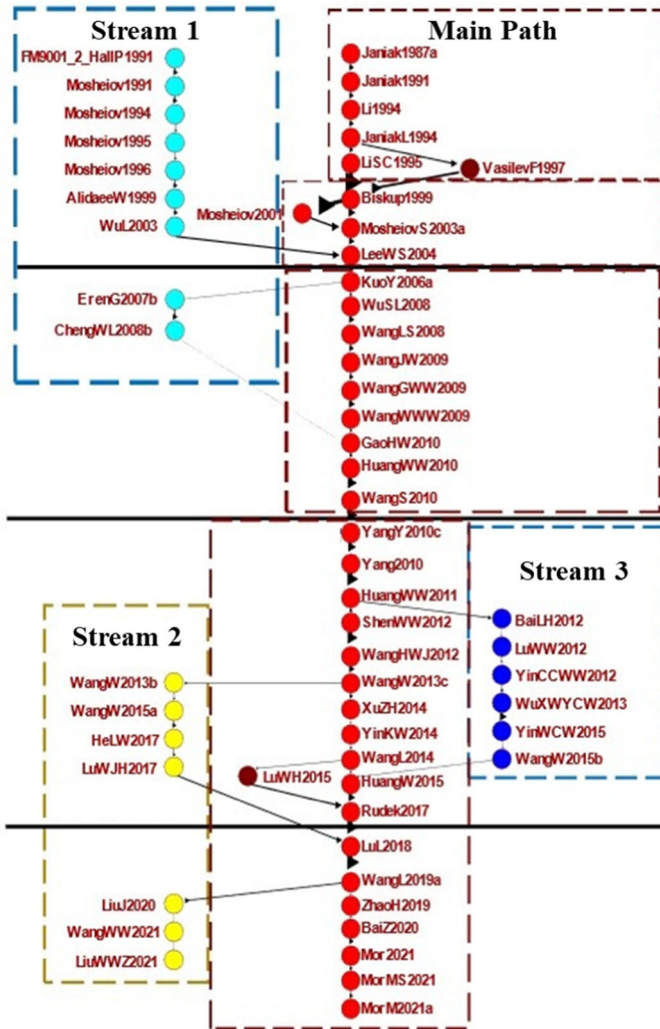 Stream 1
FM9001_2_HallP1991
Mosheiov1991
Mosheiov1994
Mosheiov1995
Mosheiov1996
AlidaeeW1999
WuL2003
ErenG2007b
ChengWL2008b
Main Path
Janiak1987a
Janiak1991
Li1994
JaniakL1994
LiSC1995
VasilevF1997
Biskup1999
Mosheiov2001
MosheiovS2003a
LeeWS2004
KuoY2006a
WuSL2008
WangLS2008
WangJW2009
WangGWW2009
WangWWW2009
GaoHW2010
HuangWW2010
WangS2010
YangY2010c
Yang2010
HuangWW2011
ShenWW2012
WangHWJ2012
WangW2013c
XuZH2014
YinKW2014
WangL2014
LuWH2015
HuangW2015
Rudek2017
LuL2018
WangL2019a
ZhaoH2019
BaiZ2020
Mor2021
MorMS2021
MorM2021a
Stream 2
WangW2013b
WangW2015a
HeLW2017
LuWJH2017
LiuJ2020
WangWW2021
LiuWWZ2021
Stream 3
BaiLH2012
LuWW2012
YinCCWW2012
WuXWYCW2013
YinWCW2015
WangW2015b